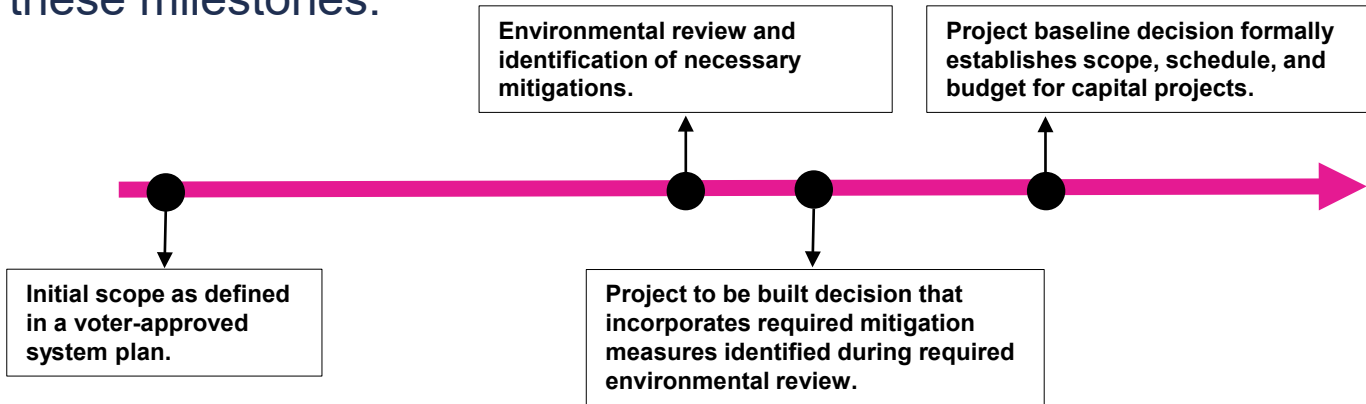 these milestones:
Environmental review and
identification of necessary
mitigations.
Project baseline decision formally
establishes scope, schedule, and
budget for capital projects.
Initial scope as defined
in a voter-approved
system plan.
Project to be built decision that
incorporates required mitigation
measures identified during required
environmental review.